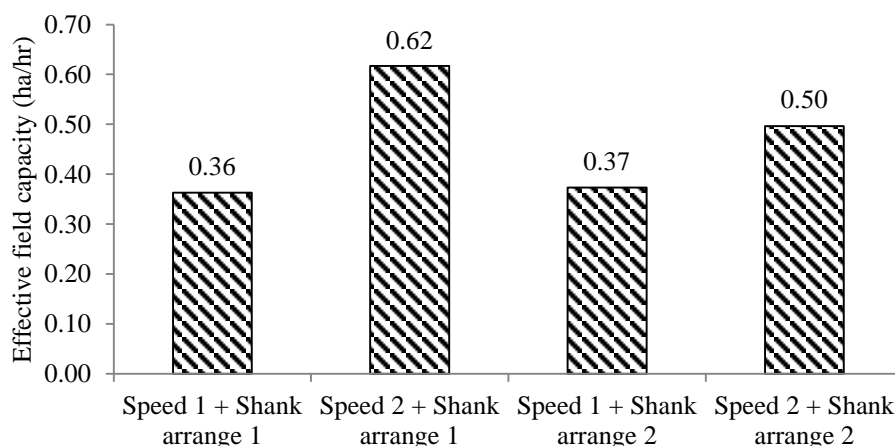 Effective field capacity (ha/hr)
0.70
0.60
0.50
0.40
0.30
0.20
0.10
0.00
0.36
0.62
0.37
0.50
Speed 1 + Shank
arrange 1
Speed 2 + Shank
arrange 1
Speed 1 + Shank
arrange 2
Speed 2 + Shank
arrange 2